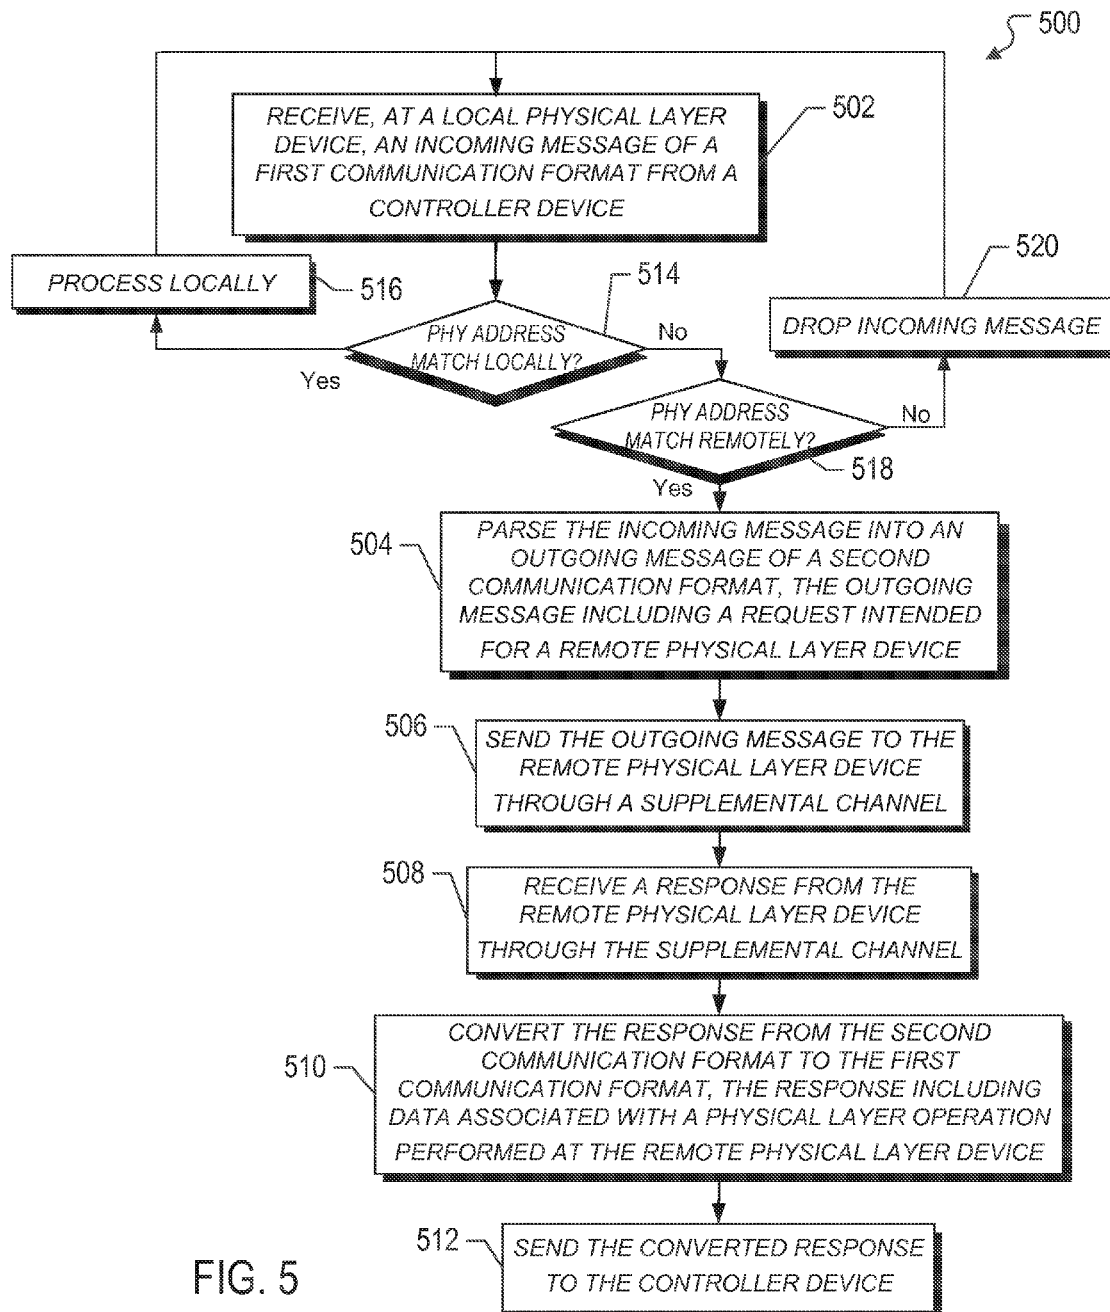 500
RECEIVE, AT A LOCAL PHYSICAL LAYER
DEVICE, AN INCOMING MESSAGE OF A
FIRST COMMUNICATION FORMAT FROM A
CONTROLLER DEVICE
502
PROCESS LOCALLY
516
514
PHY ADDRESS
MATCH LOCALLY?
Yes
No
520
DROP INCOMING MESSAGE
PHY ADDRESS
MATCH REMOTELY?
No
518
Yes
504
PARSE THE INCOMING MESSAGE INTO AN
OUTGOING MESSAGE OF A SECOND
COMMUNICATION FORMAT, THE OUTGOING
MESSAGE INCLUDING A REQUEST INTENDED
FOR A REMOTE PHYSICAL LAYER DEVICE
506
SEND THE OUTGOING MESSAGE TO THE
REMOTE PHYSICAL LAYER DEVICE
THROUGH A SUPPLEMENTAL CHANNEL
508
RECEIVE A RESPONSE FROM THE
REMOTE PHYSICAL LAYER DEVICE
THROUGH THE SUPPLEMENTAL CHANNEL
510
CONVERT THE RESPONSE FROM THE SECOND
COMMUNICATION FORMAT TO THE FIRST
COMMUNICATION FORMAT, THE RESPONSE INCLUDING
DATA ASSOCIATED WITH A PHYSICAL LAYER OPERATION
PERFORMED AT THE REMOTE PHYSICAL LAYER DEVICE
512
SEND THE CONVERTED RESPONSE
TO THE CONTROLLER DEVICE
FIG. 5